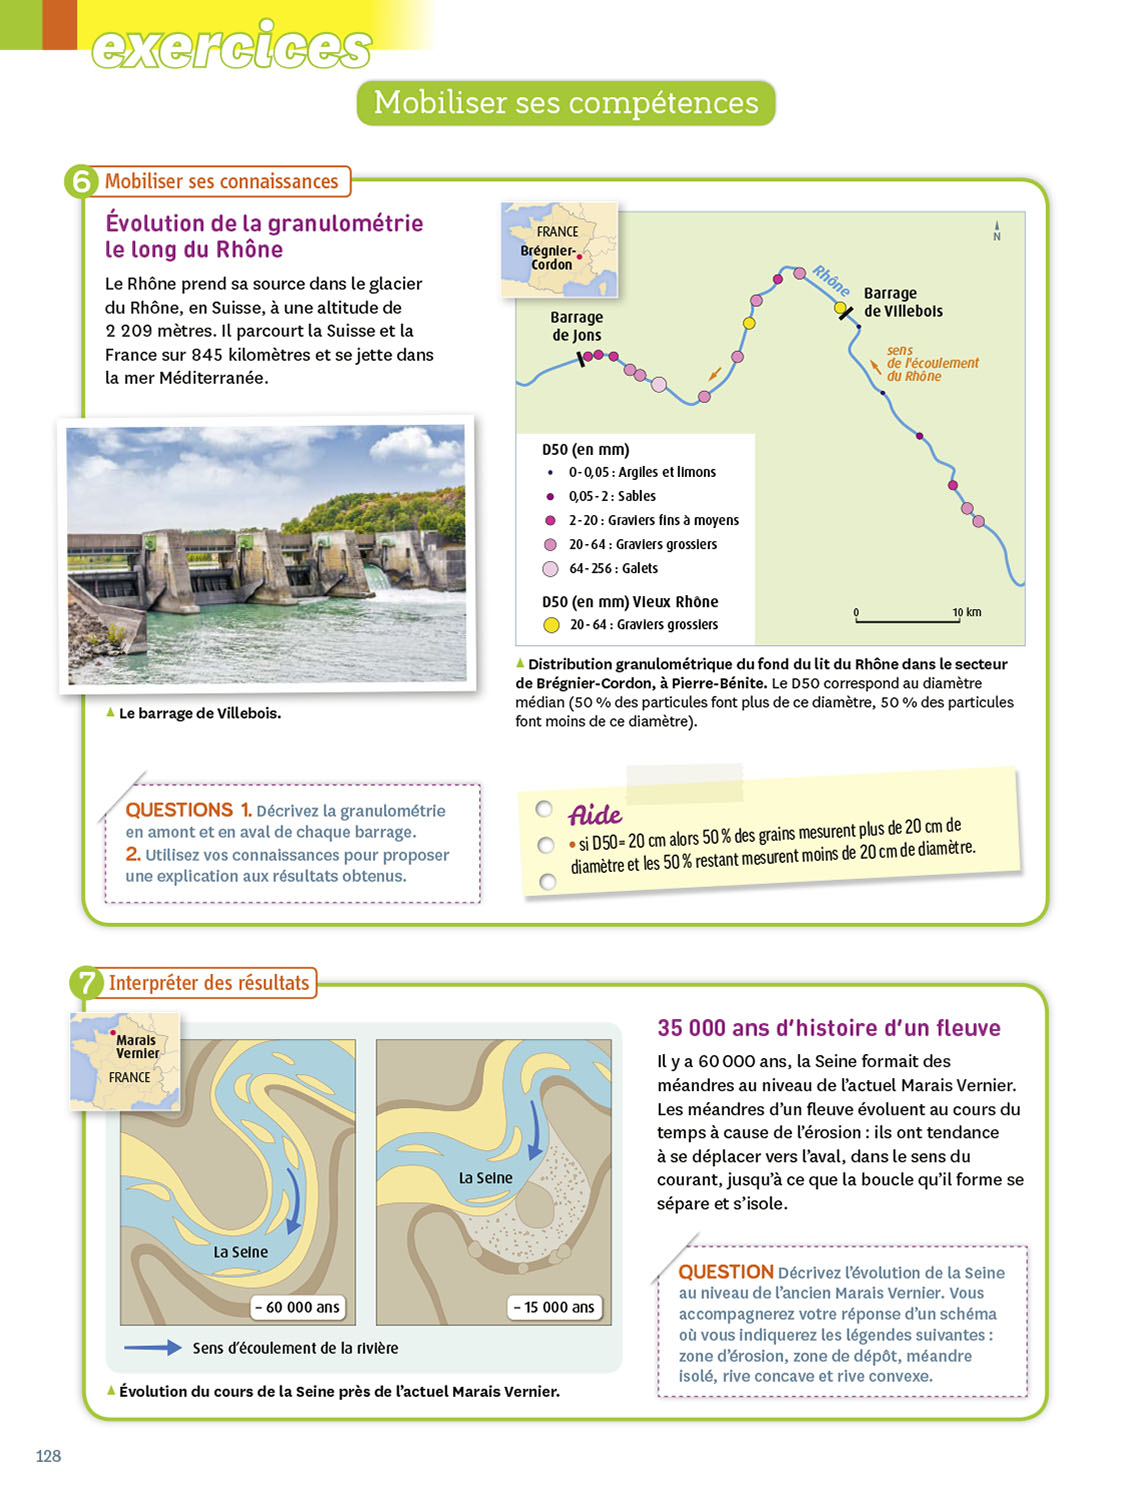 exercices
Mobiliser ses compétences
6 Mobiliser ses connaissances
Évolution de la granulométrie
le long du Rhône
Le Rhône prend sa source dans le glacier
du Rhône, en Suisse, à une altitude de
2 209 mètres. Il parcourt la Suisse et la
France sur 845 kilomètres et se jette dans
la mer Méditerranée.
Le barrage de Villebois.
FRANCE
Brégnier-
Cordon
N
Rhône
Barrage
de Villebois
Barrage
de Jons
sens
de l'écoulement
du Rhône
D50 (en mm)
0-0,05 : Argiles et limons
0,05-2 : Sables
2-20 : Graviers fins à moyens
20-64 : Graviers grossiers
64-256 : Galets
D50 (en mm) Vieux Rhône
20-64 : Graviers grossiers
0 10 km
Distribution granulométrique du fond du lit du Rhône dans le secteur
de Brégnier-Cordon, à Pierre-Bénite. Le D50 correspond au diamètre
médian (50 % des particules font plus de ce diamètre, 50 % des particules
font moins de ce diamètre).
QUESTIONS 1. Décrivez la granulométrie
en amont et en aval de chaque barrage.
2. Utilisez vos connaissances pour proposer
une explication aux résultats obtenus.
Aide
• si D50= 20 cm alors 50 % des grains mesurent plus de 20 cm de
diamètre et les 50 % restant mesurent moins de 20 cm de diamètre.
7 Interpréter des résultats
Marais
Vernier
FRANCE
La Seine
– 60 000 ans
La Seine
– 15 000 ans
Sens d'écoulement de la rivière
Évolution du cours de la Seine près de l'actuel Marais Vernier.
35 000 ans d'histoire d'un fleuve
Il y a 60 000 ans, la Seine formait des
méandres au niveau de l'actuel Marais Vernier.
Les méandres d'un fleuve évoluent au cours du
temps à cause de l'érosion : ils ont tendance
à se déplacer vers l'aval, dans le sens du
courant, jusqu'à ce que la boucle qu'il forme se
sépare et s'isole.
QUESTION Décrivez l'évolution de la Seine
au niveau de l'ancien Marais Vernier. Vous
accompagnerez votre réponse d'un schéma
où vous indiquerez les légendes suivantes :
zone d'érosion, zone de dépôt, méandre
isolé, rive concave et rive convexe.
128